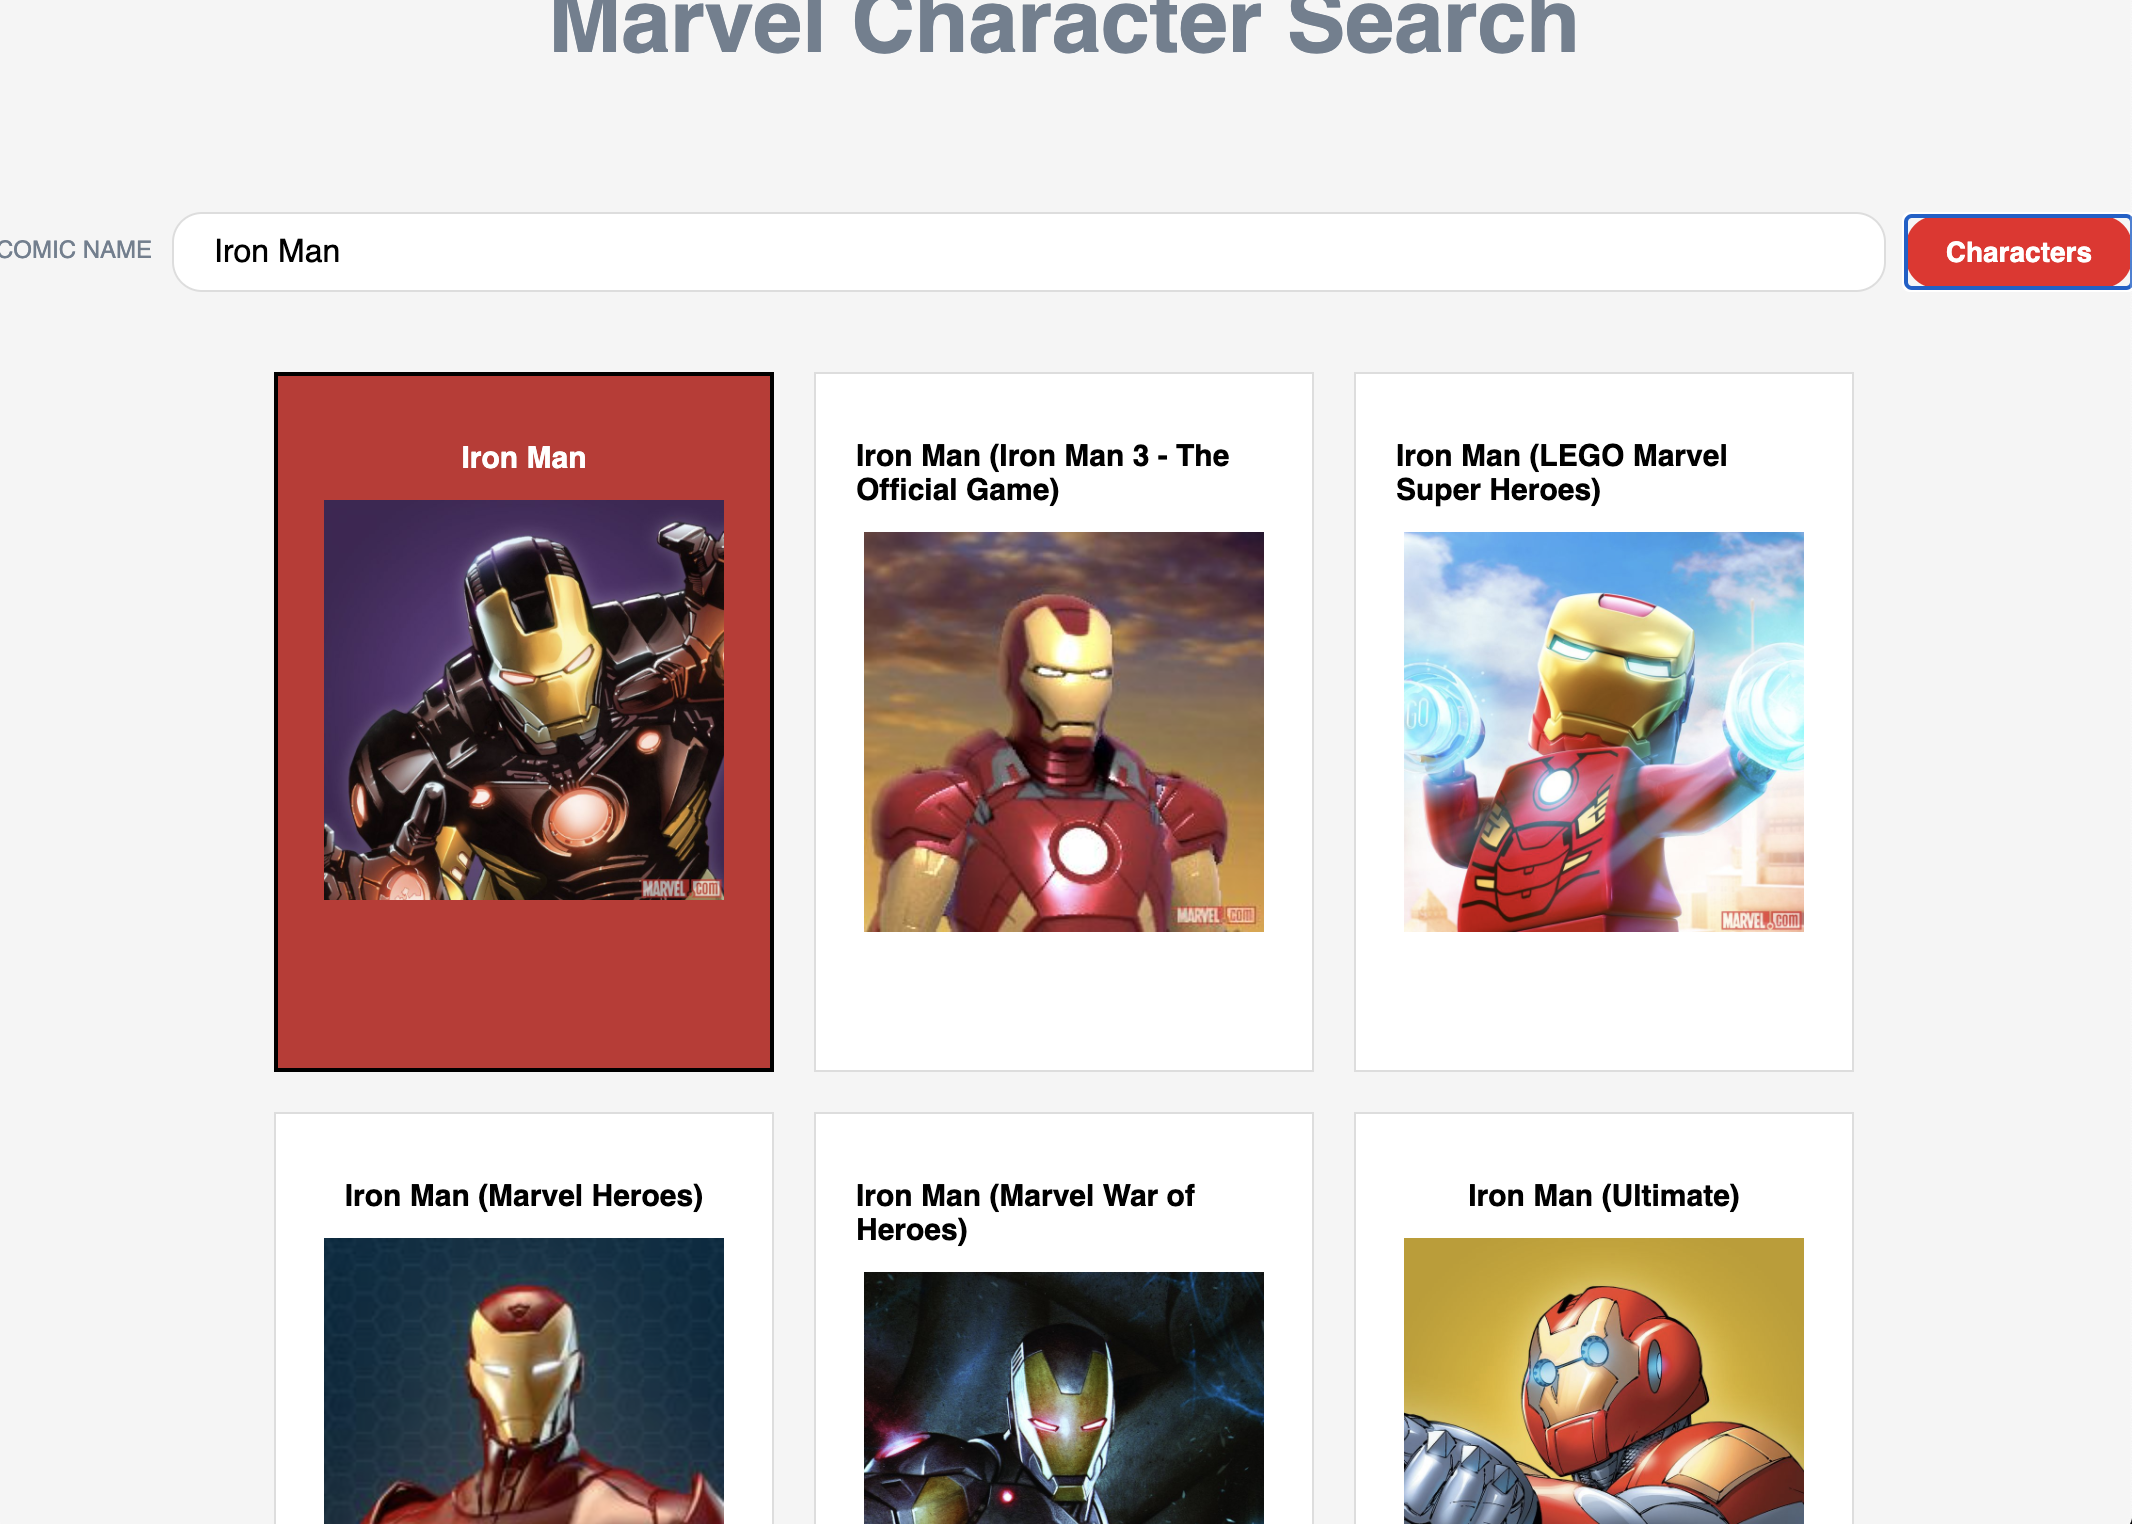 Marvel Character Search
COMIC NAME
Iron Man
Characters
Iron Man
MARVEL.com
Iron Man (Iron Man 3 - The
Official Game)
MARVEL.com
Iron Man (LEGO Marvel
Super Heroes)
GO
MARVEL.com
Iron Man (Marvel Heroes)
Iron Man (Marvel War of
Heroes)
Iron Man (Ultimate)